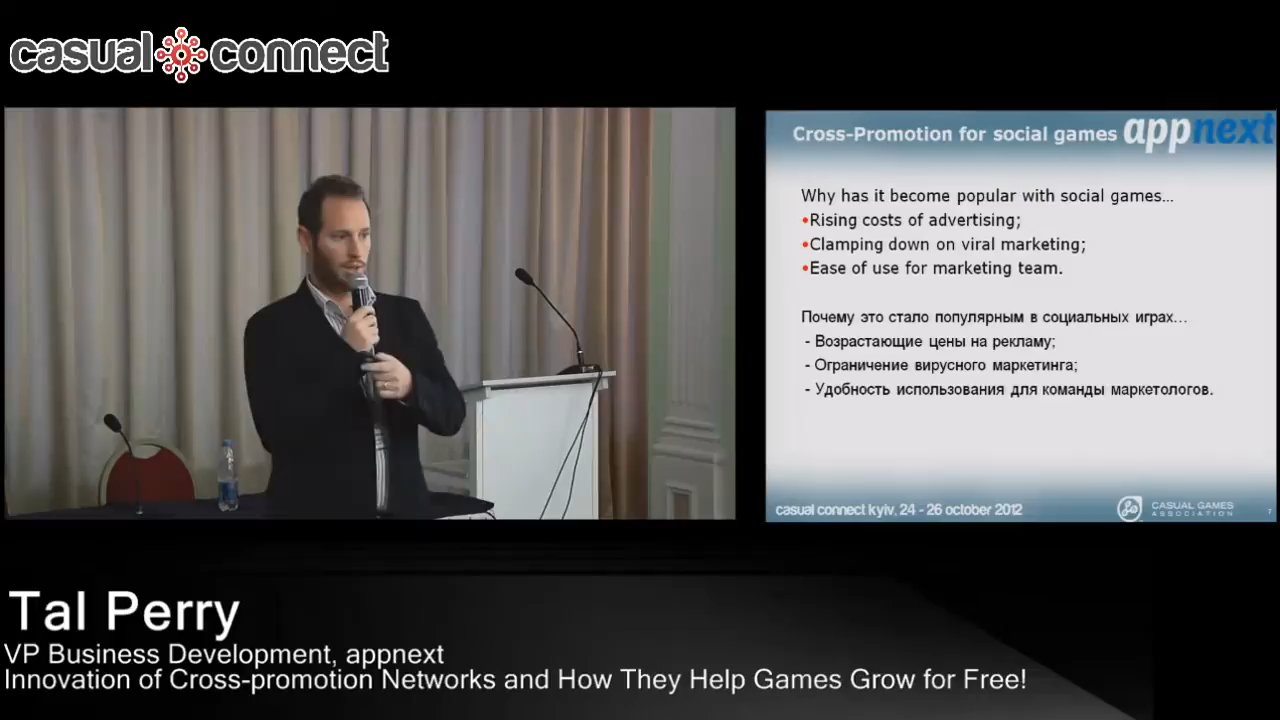 casual connect
Cross-Promotion for social games appnext
Why has it become popular with social games...
•Rising costs of advertising;
•Clamping down on viral marketing;
•Ease of use for marketing team.
Почему это стало популярным в социальных играх...
- Возрастающие цены на рекламу;
- Ограничение вирусного маркетинга;
- Удобность использования для команды маркетологов.
casual connect kyiv, 24 - 26 october 2012
CASUAL GAMES
ASSOCIATION
7
Tal Perry
VP Business Development, appnext
Innovation of Cross-promotion Networks and How They Help Games Grow for Free!